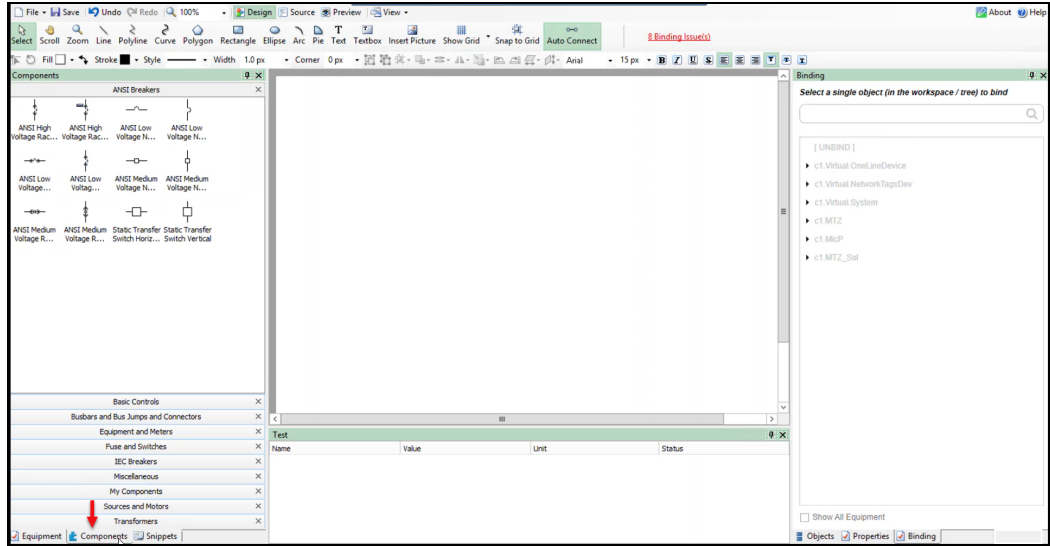 File Save Undo Redo 100% Design Source Preview View About Help
Select Scroll Zoom Line Polyline Curve Polygon Rectangle Ellipse Arc Pie Text Textbox Insert Picture Show Grid Snap to Grid Auto Connect 8 Binding Issue(s)
Fill Stroke Style Width 1.0 px Corner 0 px Arial 15 px B I U S
Components
ANSI Breakers
ANSI High ANSI High ANSI Low ANSI Low
Voltage Rac... Voltage Rac... Voltage N... Voltage N...
ANSI Low ANSI Low ANSI Medium ANSI Medium
Voltage... Voltag... Voltage N... Voltage N...
ANSI Medium ANSI Medium Static Transfer Static Transfer
Voltage R... Voltage R... Switch Horiz... Switch Vertical
Basic Controls
Busbars and Bus Jumps and Connectors
Equipment and Meters
Fuse and Switches
IEC Breakers
Miscellaneous
My Components
Sources and Motors
Transformers
Equipment Components Snippets
Test
Name Value Unit Status
Binding
Select a single object (in the workspace / tree) to bind
[ UNBIND ]
c1.Virtual.OneLineDevice
c1.Virtual.NetworkTagsDev
c1.Virtual.System
c1.MTZ
c1.MicP
c1.MTZ_Sol
Show All Equipment
Objects Properties Binding